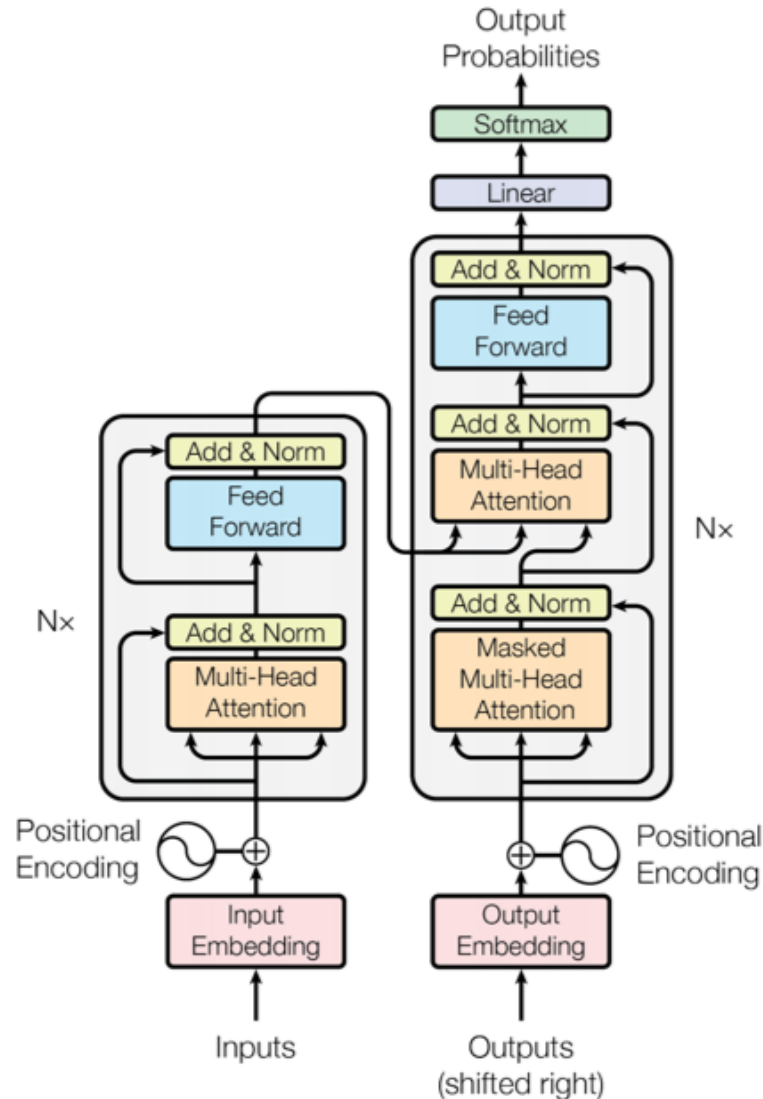 Output
Probabilities
Softmax
Linear
Add & Norm
Feed
Forward
Add & Norm
Multi-Head
Attention
Nx
Add & Norm
Masked
Multi-Head
Attention
Add & Norm
Feed
Forward
Nx
Add & Norm
Multi-Head
Attention
Positional
Encoding
Positional
Encoding
Input
Embedding
Output
Embedding
Inputs
Outputs
(shifted right)